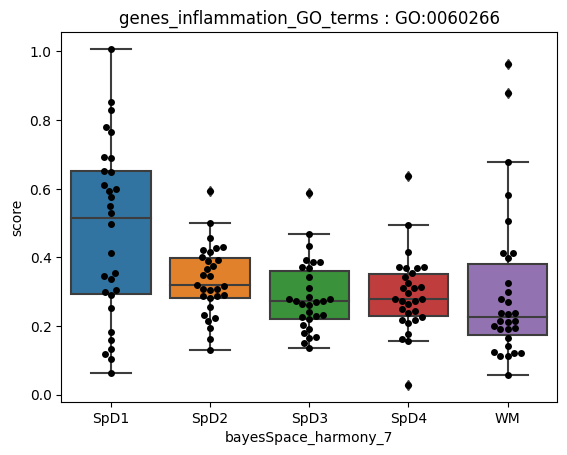 genes_inflammation_GO_terms : GO:0060266
score
1.0
0.8
0.6
0.4
0.2
0.0
SpD1 SpD2 SpD3 SpD4 WM
bayesSpace_harmony_7